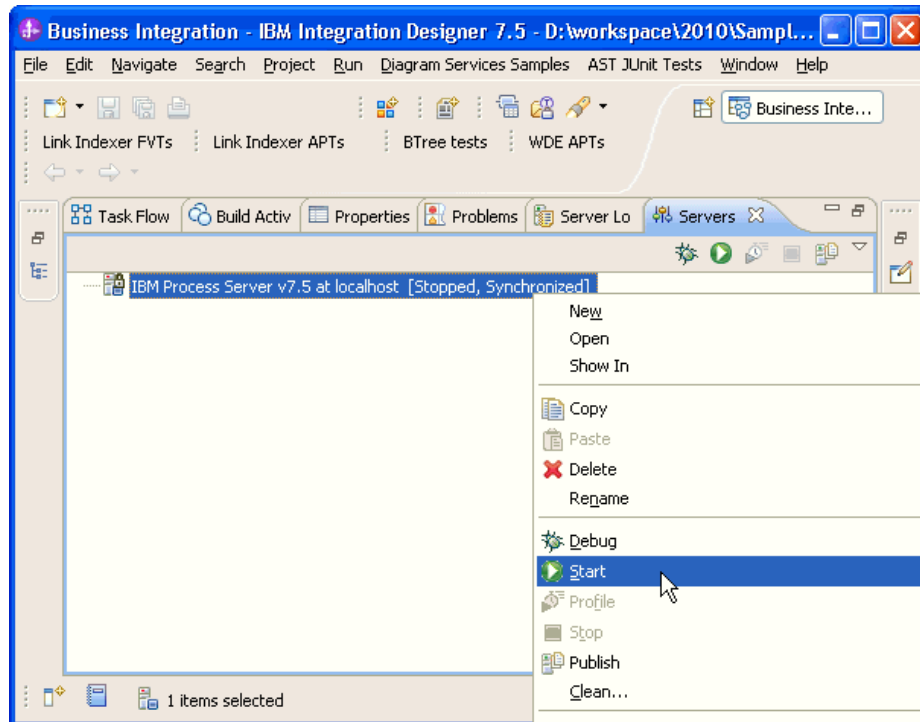 Business Integration - IBM Integration Designer 7.5 - D:\workspace\2010\Sampl...
File Edit Navigate Search Project Run Diagram Services Samples AST JUnit Tests Window Help
Business Inte...
Link Indexer FVTs Link Indexer APTs BTree tests WDE APTs
Task Flow Build Activ Properties Problems Server Lo Servers
IBM Process Server v7.5 at localhost [Stopped, Synchronized]
New
Open
Show In
Copy
Paste
Delete
Rename
Debug
Start
Profile
Stop
Publish
Clean...
1 items selected